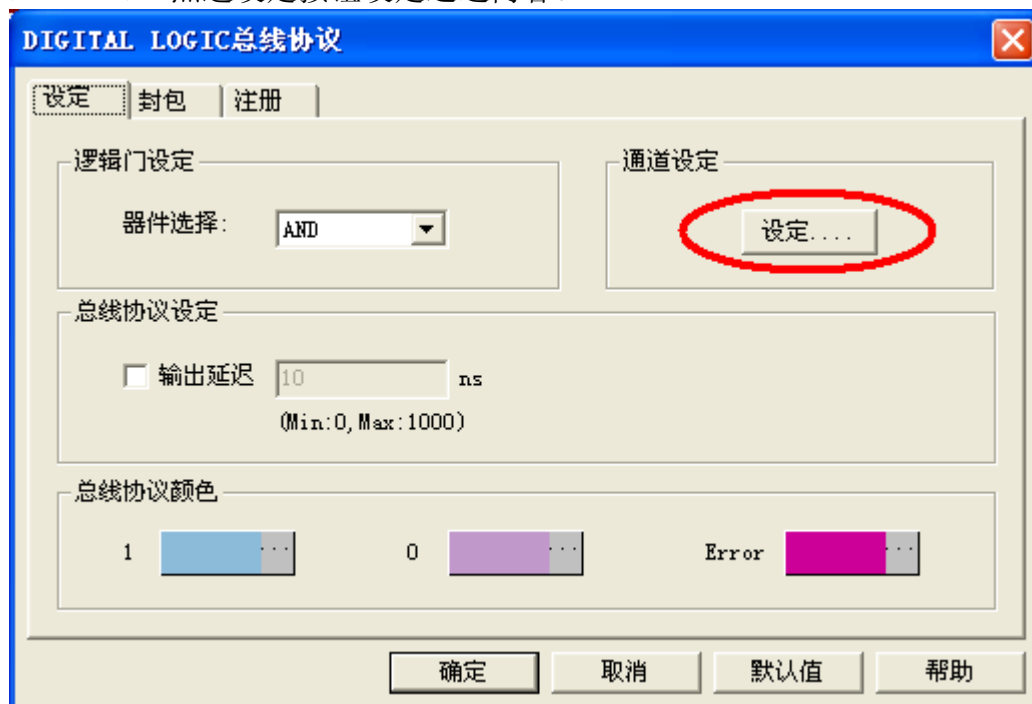 DIGITAL LOGIC总线协议
设定 封包 注册
逻辑门设定
器件选择: AND
通道设定
设定....
总线协议设定
输出延迟 10 ns
(Min:0,Max:1000)
总线协议颜色
1 ... 0 ... Error ...
确定 取消 默认值 帮助